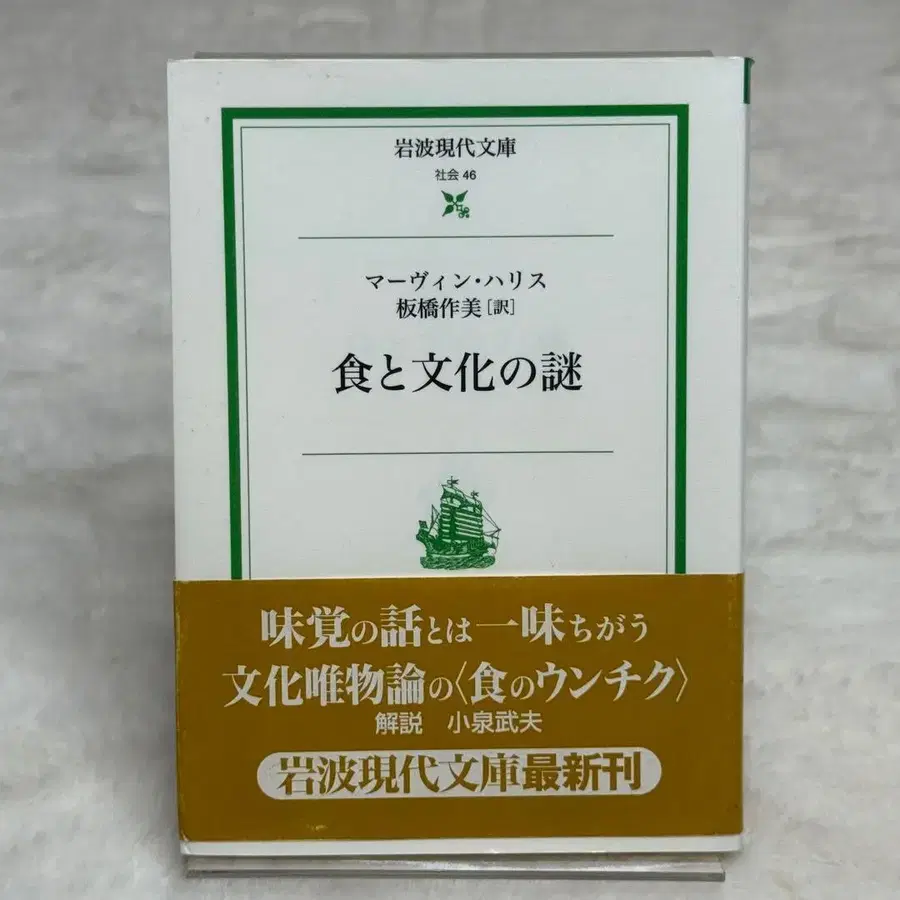 岩波現代文庫
社会 46
マーヴィン・ハリス
板橋作美[訳]
食と文化の謎
味覚の話とは一味ちがう
文化唯物論の〈食のウンチク〉
解説 小泉武夫
岩波現代文庫最新刊